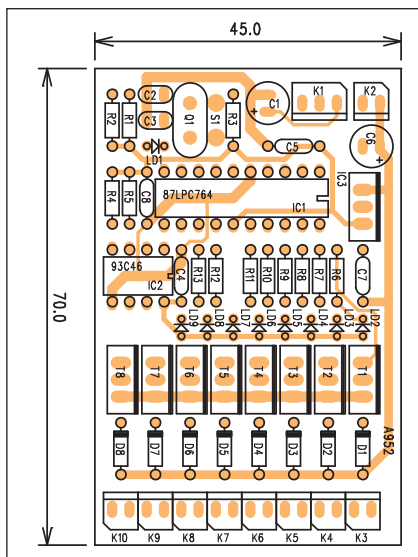 45.0
70.0
C2
C3
R2
R1
Q1
S1
R3
C1
K1
K2
C6
LD1
C5
IC3
R4
R5
C8
87LPC764
IC1
93C46
IC2
C4
R13
R12
R11
R10
R9
R8
R7
R6
C7
LD9
LD8
LD7
LD6
LD5
LD4
LD3
LD2
T8
T7
T6
T5
T4
T3
T2
T1
A952
D8
D7
D6
D5
D4
D3
D2
D1
K10
K9
K8
K7
K6
K5
K4
K3